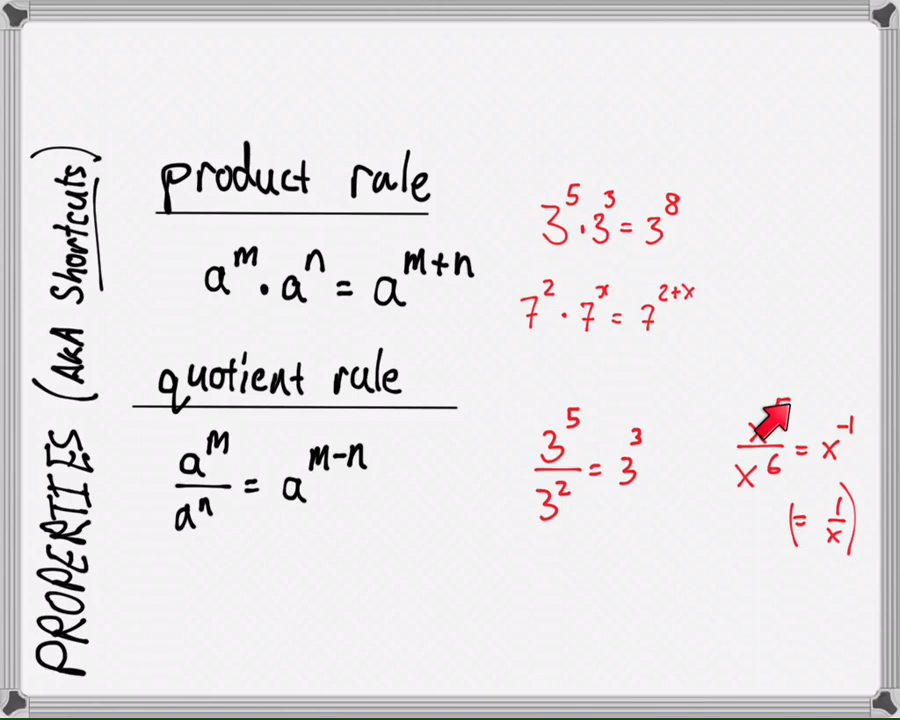 PROPERTIES (AKA Shortcuts)
product rule
a^m · a^n = a^(m+n)
3^5 · 3^3 = 3^8
7^2 · 7^x = 7^(2+x)
quotient rule
a^m / a^n = a^(m-n)
3^5 / 3^2 = 3^3
x^5 / x^6 = x^-1
(= 1/x)